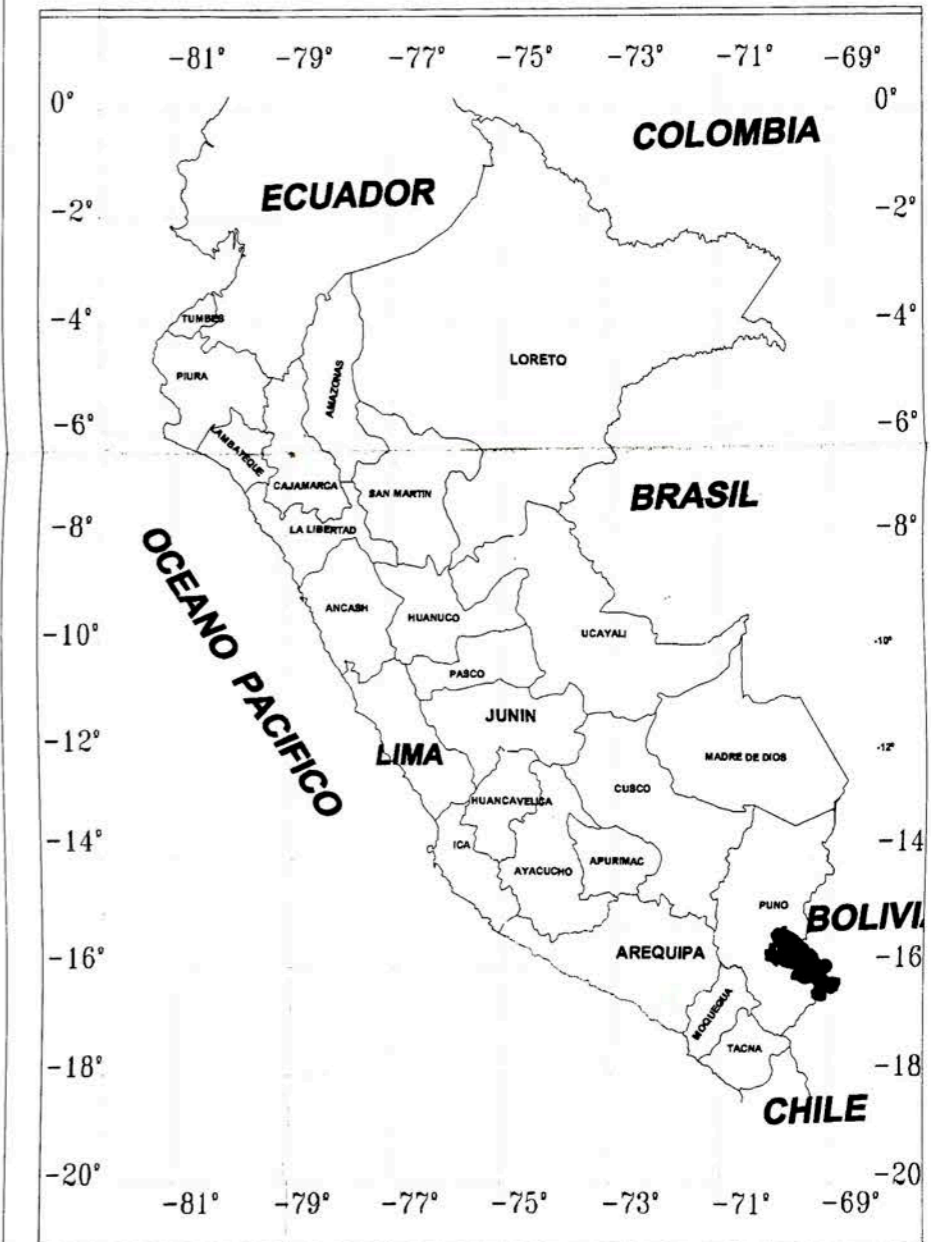 -81° -79° -77° -75° -73° -71° -69°
0° 0°
COLOMBIA
ECUADOR
-2° -2°
-4° TUMBES -4°
LORETO
PIURA
AMAZONAS
-6° -6°
LAMBAYEQUE
CAJAMARCA
SAN MARTIN
BRASIL
-8° LA LIBERTAD -8°
OCEANO PACIFICO
ANCASH
HUANUCO
-10° UCAYALI -10°
PASCO
JUNIN
-12° LIMA MADRE DE DIOS -12°
CUSCO
HUANCAVELICA
-14° ICA -14
AYACUCHO
APURIMAC
PUNO
BOLIVIA
-16° AREQUIPA -16
MOQUEGUA
TACNA
-18° -18
CHILE
-20° -20
-81° -79° -77° -75° -73° -71° -69°